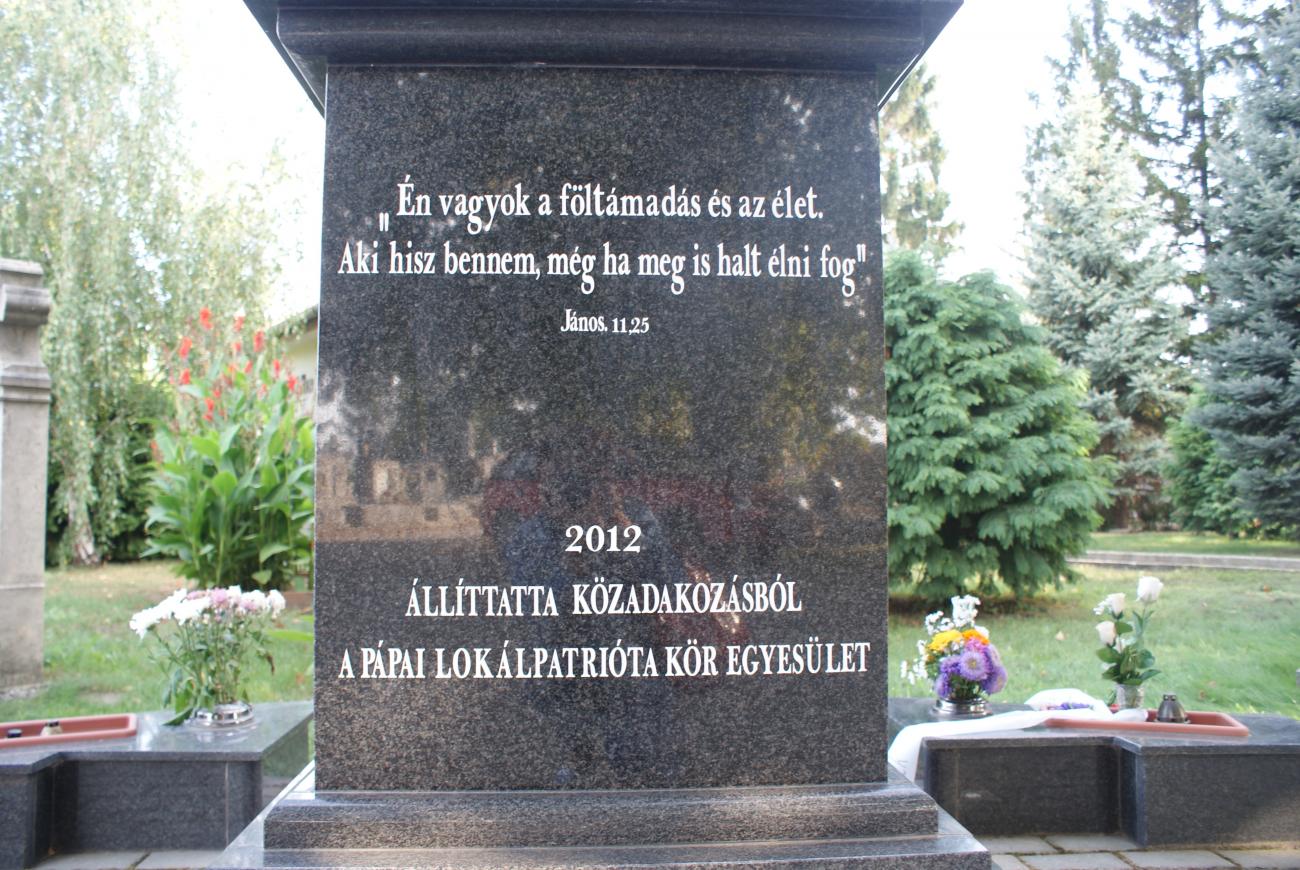 "Én vagyok a föltámadás és az élet.
Aki hisz bennem, még ha meg is halt élni fog"
János. 11,25
2012
ÁLLÍTTATTA KÖZADAKOZÁSBÓL
A PÁPAI LOKÁLPATRIÓTA KÖR EGYESÜLET